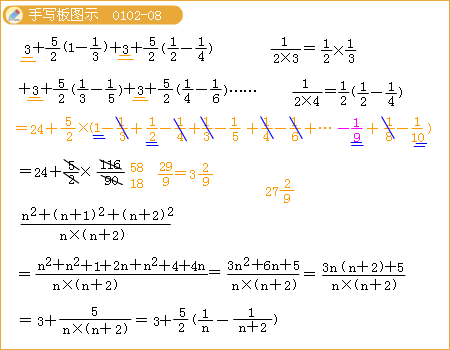 手写板图示 0102-08
3+5/2(1-1/3)+3+5/2(1/2-1/4) 1/(2×3)=1/2×1/3
+3+5/2(1/3-1/5)+3+5/2(1/4-1/6)…… 1/(2×4)=1/2(1/2-1/4)
=24+5/2×(1-1/3+1/2-1/4+1/3-1/5+1/4-1/6+…-1/9+1/8-1/10)
=24+5/2×116/90 58/18 29/9=3 2/9
27 2/9
(n²+(n+1)²+(n+2)²)/(n×(n+2))
=(n²+n²+1+2n+n²+4+4n)/(n×(n+2))=(3n²+6n+5)/(n×(n+2))=(3n(n+2)+5)/(n×(n+2))
=3+5/(n×(n+2))=3+5/2(1/n-1/(n+2))